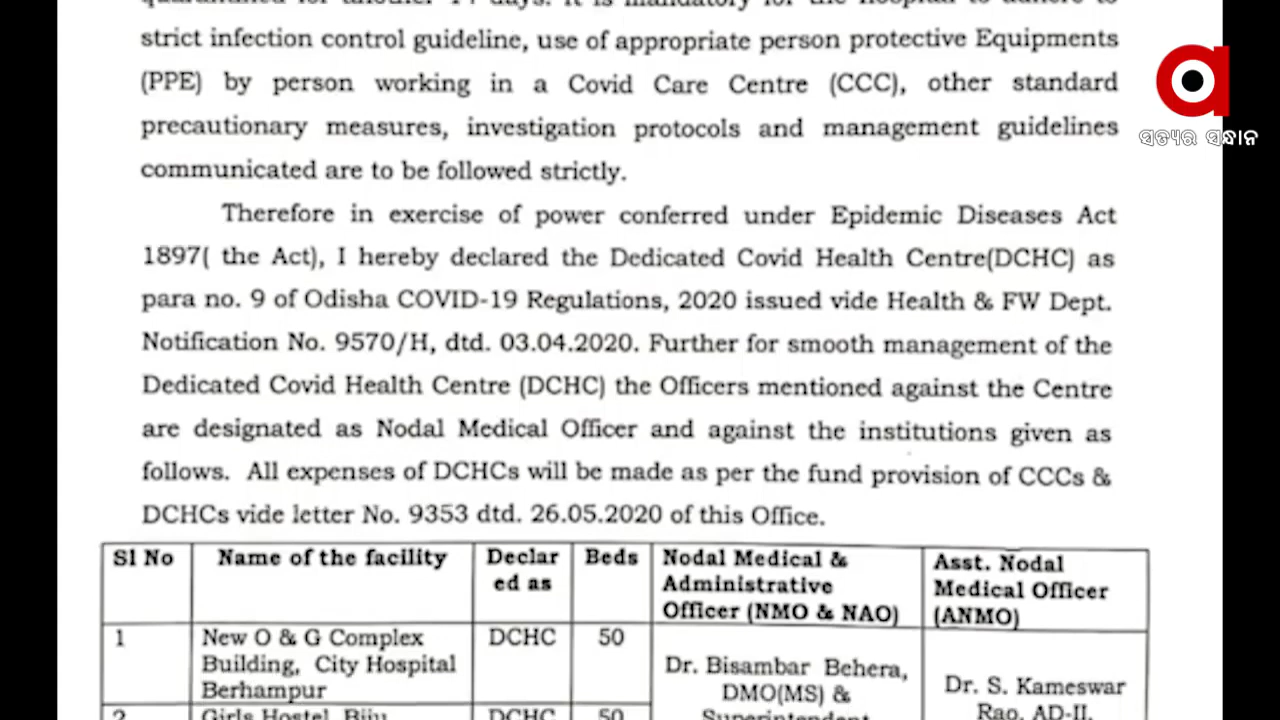 strict infection control guideline, use of appropriate person protective Equipments
(PPE) by person working in a Covid Care Centre (CCC), other standard
precautionary measures, investigation protocols and management guidelines
communicated are to be followed strictly.
Therefore in exercise of power conferred under Epidemic Diseases Act
1897( the Act), I hereby declared the Dedicated Covid Health Centre(DCHC) as
para no. 9 of Odisha COVID-19 Regulations, 2020 issued vide Health & FW Dept.
Notification No. 9570/H, dtd. 03.04.2020. Further for smooth management of the
Dedicated Covid Health Centre (DCHC) the Officers mentioned against the Centre
are designated as Nodal Medical Officer and against the institutions given as
follows. All expenses of DCHCs will be made as per the fund provision of CCCs &
DCHCs vide letter No. 9353 dtd. 26.05.2020 of this Office.
Sl No
Name of the facility
Declar
ed as
Beds
Nodal Medical &
Administrative
Officer (NMO & NAO)
Asst. Nodal
Medical Officer
(ANMO)
1
New O & G Complex
Building, City Hospital
Berhampur
DCHC
50
Dr. Bisambar Behera,
DMO(MS) &
Superintendent
Dr. S. Kameswar
Rao, AD-II,
2
Girls Hostel, Biju
DCHC
50
ସତ୍ୟର ସନ୍ଧାନ